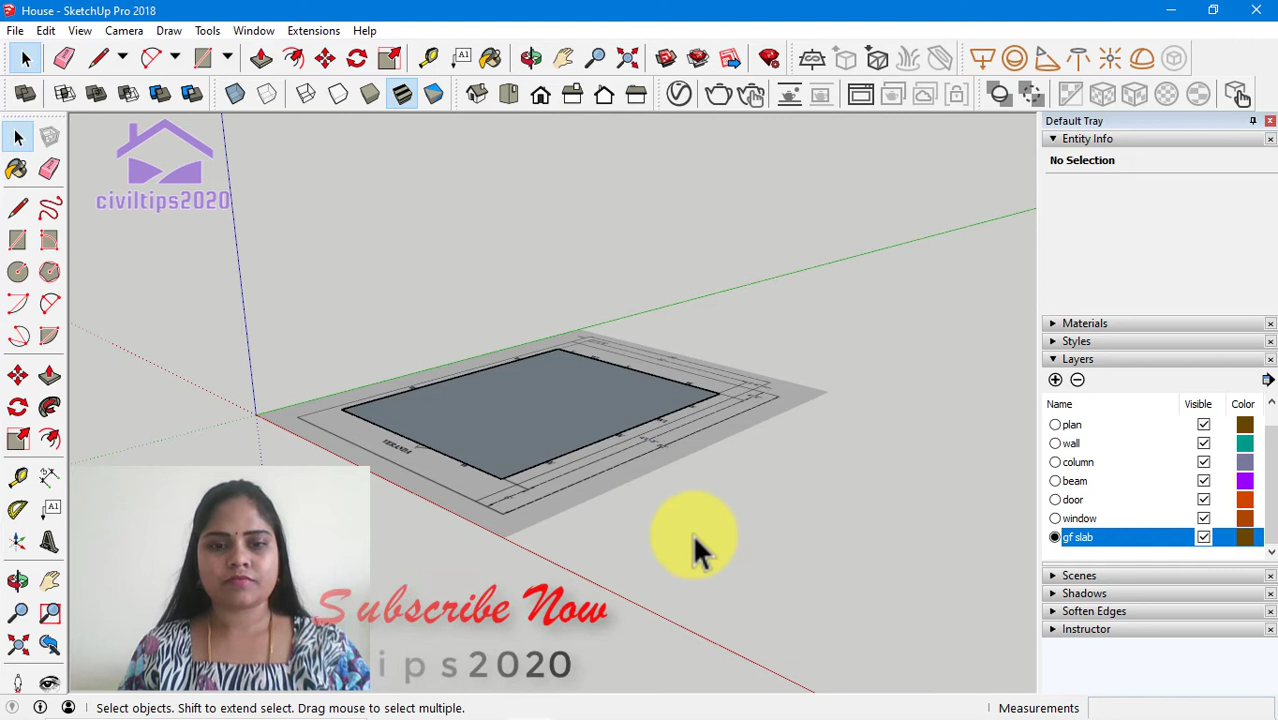 House - SketchUp Pro 2018
File Edit View Camera Draw Tools Window Extensions Help
A1
civiltips2020
Default Tray
Entity Info
No Selection
Materials
Styles
Layers
Name Visible Color
plan
wall
column
beam
door
window
gf slab
Scenes
Shadows
Soften Edges
Instructor
A1
Subscribe Now
ips2020
Select objects. Shift to extend select. Drag mouse to select multiple.
Measurements